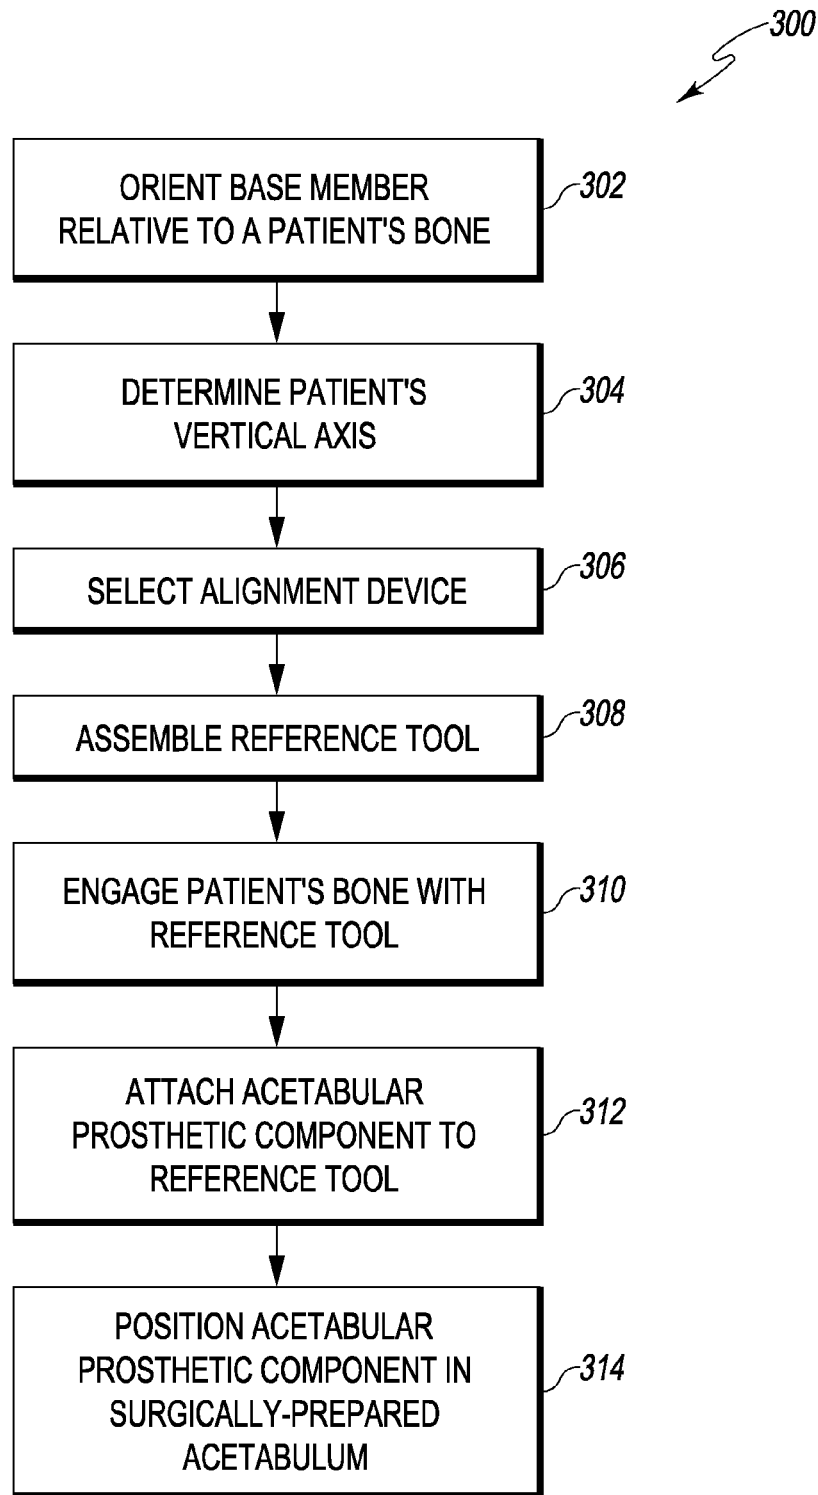 300
ORIENT BASE MEMBER
RELATIVE TO A PATIENT'S BONE
302
DETERMINE PATIENT'S
VERTICAL AXIS
304
SELECT ALIGNMENT DEVICE
306
ASSEMBLE REFERENCE TOOL
308
ENGAGE PATIENT'S BONE WITH
REFERENCE TOOL
310
ATTACH ACETABULAR
PROSTHETIC COMPONENT TO
REFERENCE TOOL
312
POSITION ACETABULAR
PROSTHETIC COMPONENT IN
SURGICALLY-PREPARED
ACETABULUM
314